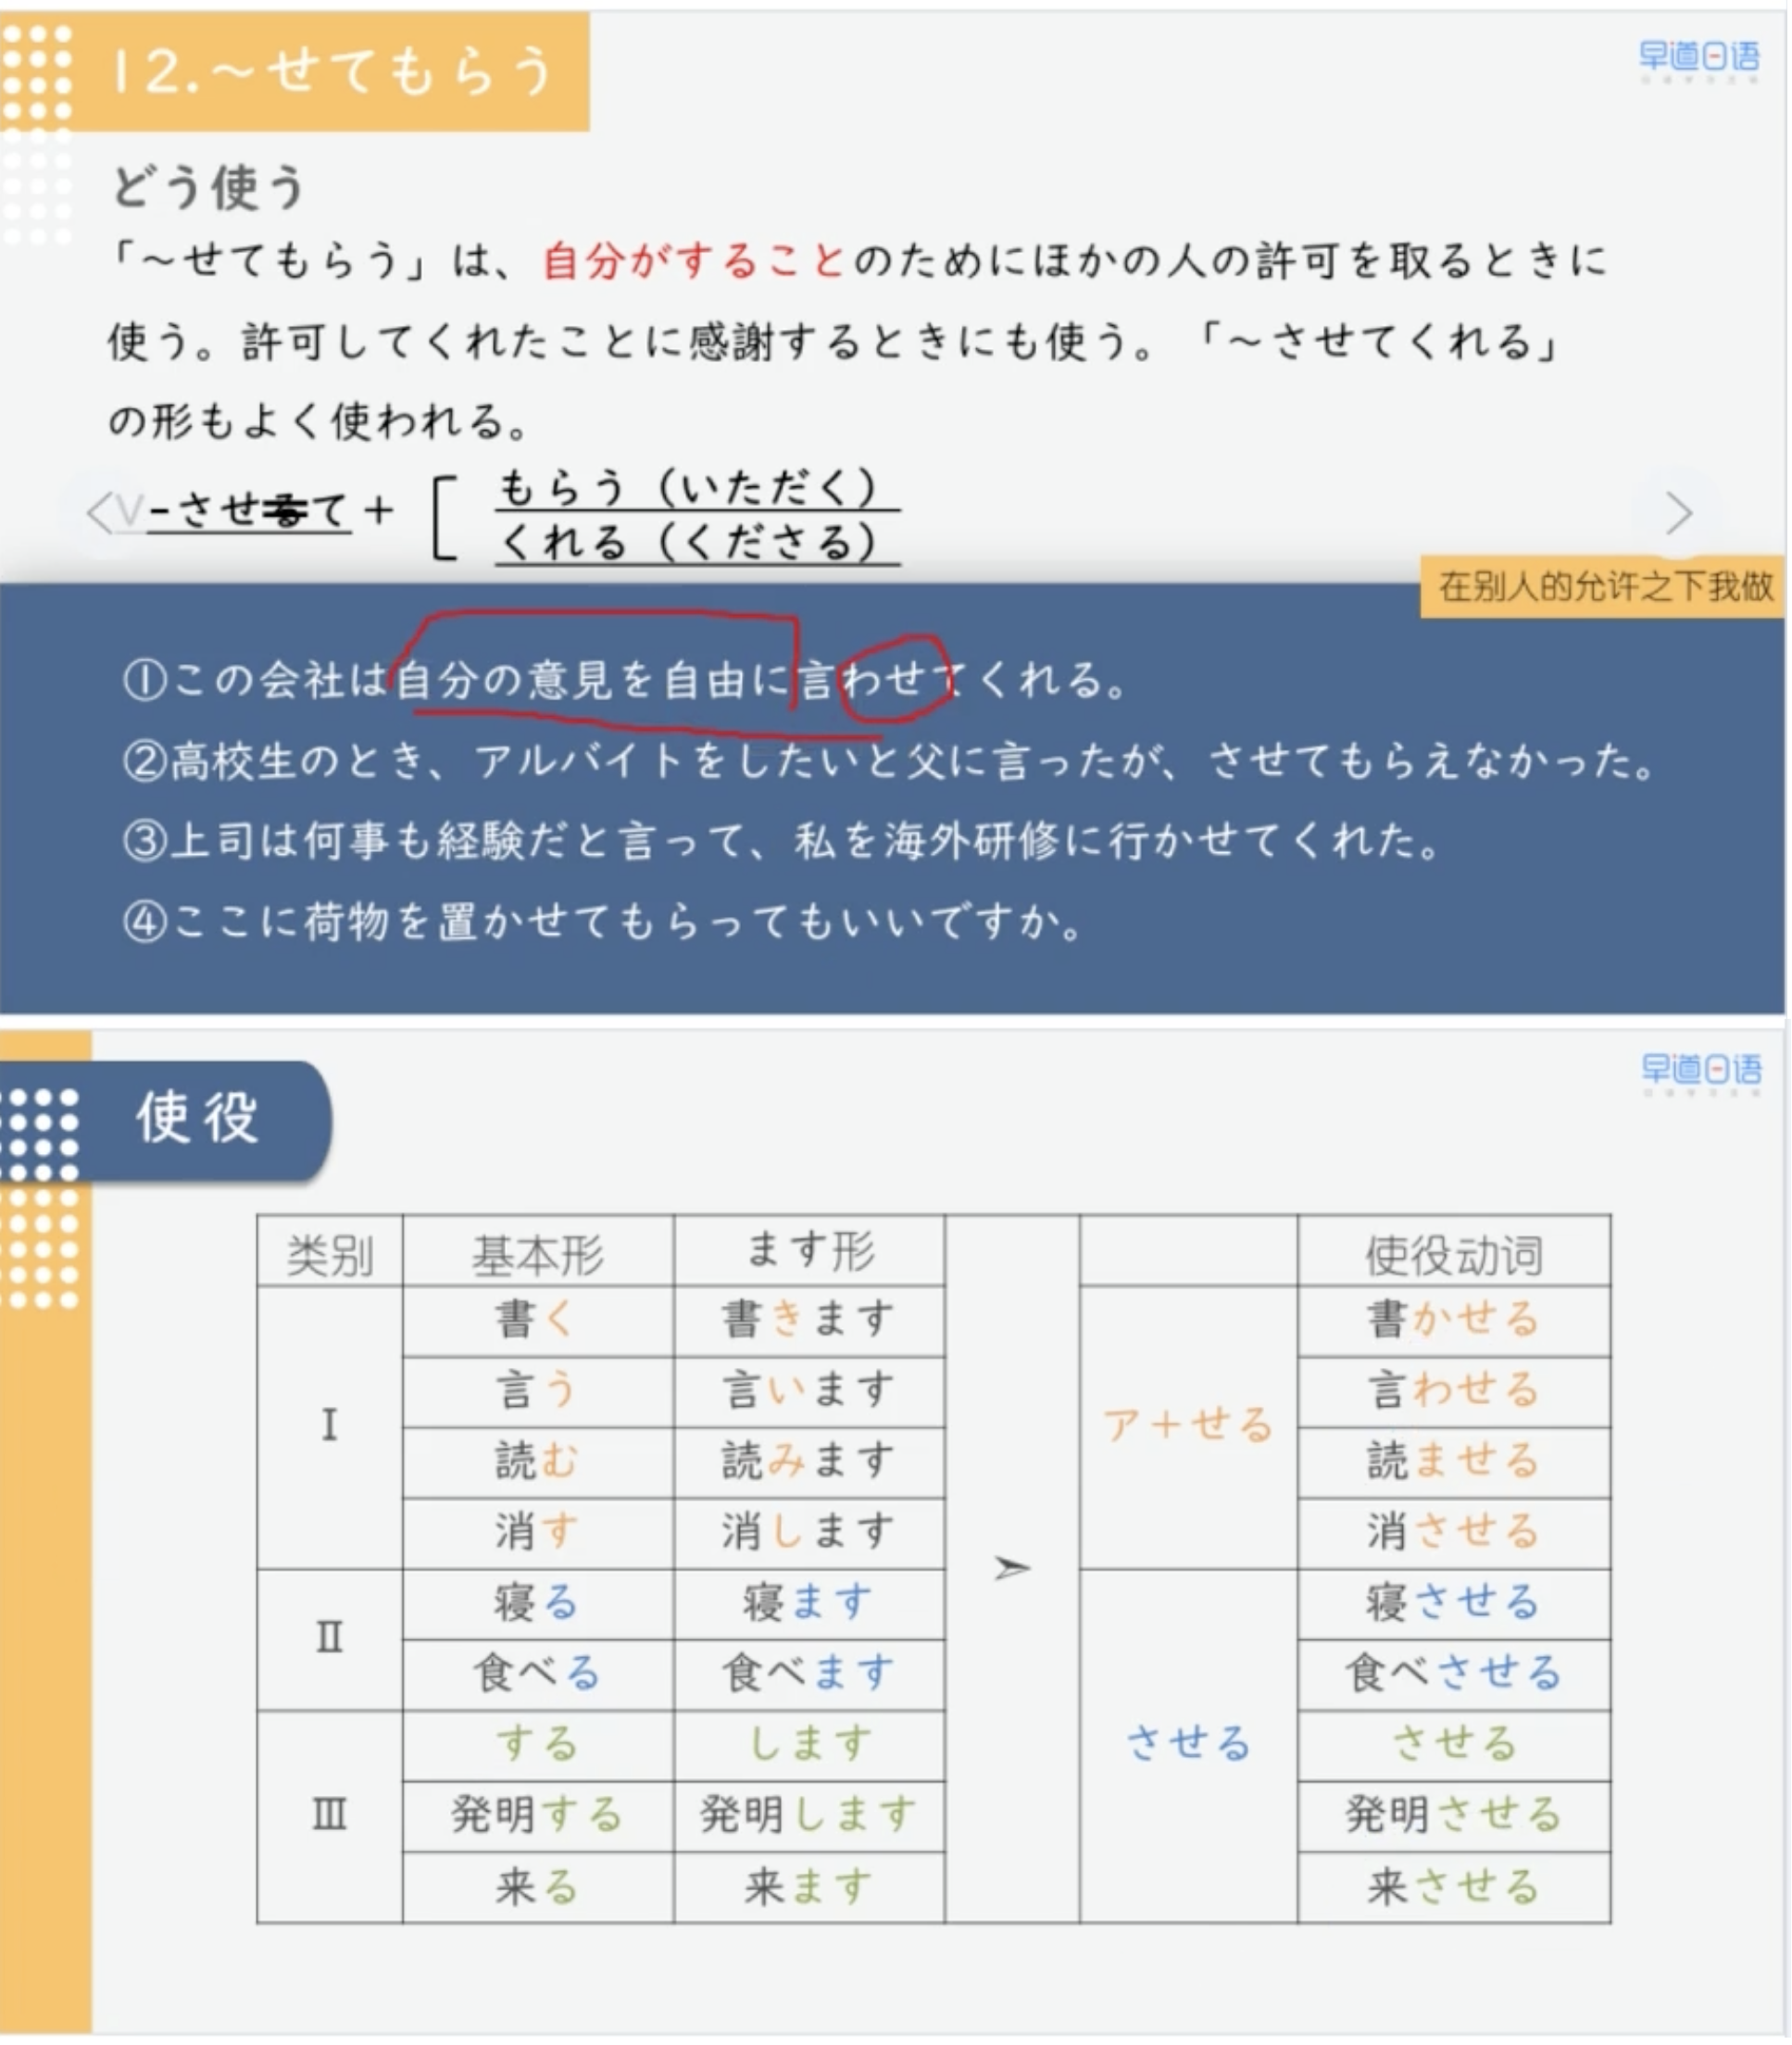 12.～せてもらう
早道日语
どう使う
「～せてもらう」は、自分がすることのためにほかの人の許可を取るときに
使う。許可してくれたことに感謝するときにも使う。「～させてくれる」
の形もよく使われる。
V-させるて＋ もらう（いただく）
くれる（くださる）
在别人的允许之下我做
①この会社は自分の意見を自由に言わせてくれる。
②高校生のとき、アルバイトをしたいと父に言ったが、させてもらえなかった。
③上司は何事も経験だと言って、私を海外研修に行かせてくれた。
④ここに荷物を置かせてもらってもいいですか。
早道日语
使役
类别 基本形 ます形 使役动词
Ⅰ 書く 書きます ア＋せる 書かせる
言う 言います 言わせる
読む 読みます 読ませる
消す 消します 消させる
Ⅱ 寝る 寝ます させる 寝させる
食べる 食べます 食べさせる
Ⅲ する します させる
発明する 発明します 発明させる
来る 来ます 来させる